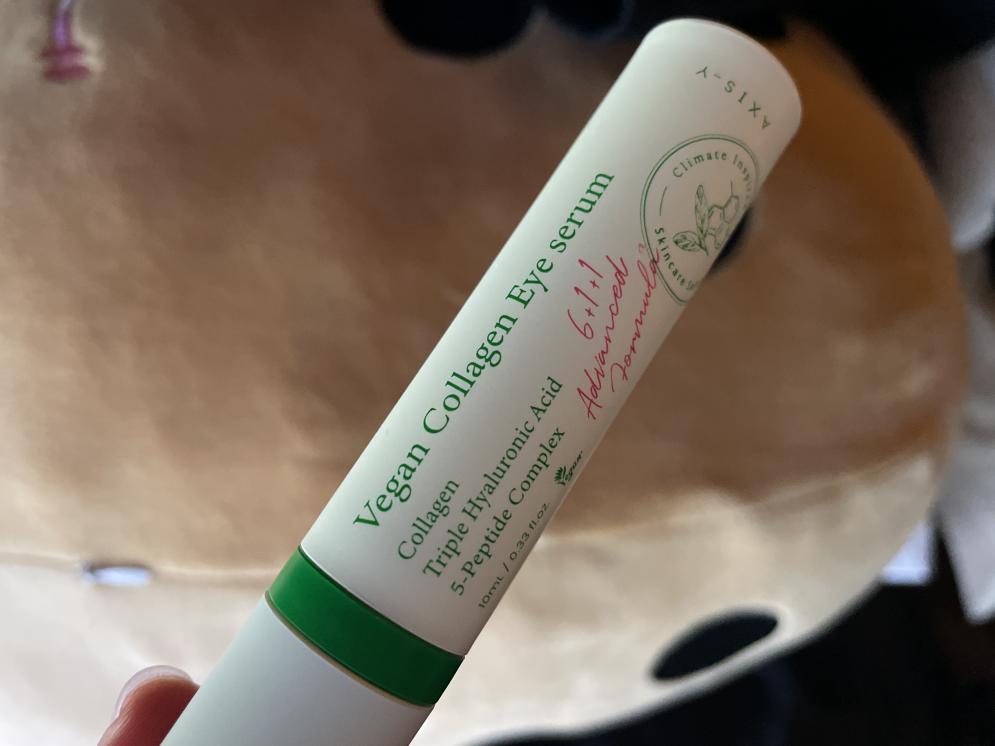 AXIS-Y
Climate Inspired
Skincare
Vegan Collagen Eye serum
6+1+1
Advanced
Formula
Collagen
Triple Hyaluronic Acid
5-Peptide Complex
10mL / 0.33 fl.oz